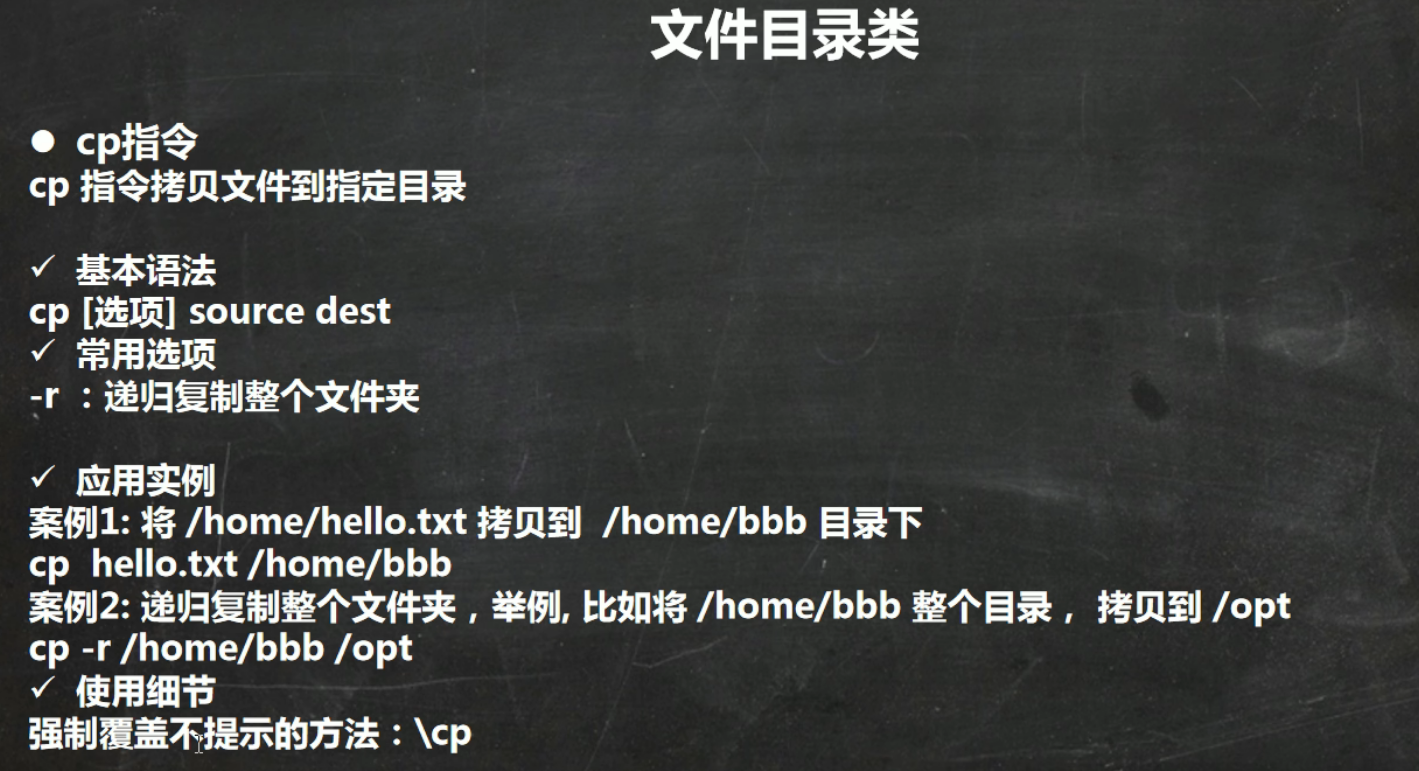 文件目录类
● cp指令
cp 指令拷贝文件到指定目录
✓ 基本语法
cp [选项] source dest
✓ 常用选项
-r ：递归复制整个文件夹
✓ 应用实例
案例1: 将 /home/hello.txt 拷贝到 /home/bbb 目录下
cp hello.txt /home/bbb
案例2: 递归复制整个文件夹，举例, 比如将 /home/bbb 整个目录， 拷贝到 /opt
cp -r /home/bbb /opt
✓ 使用细节
强制覆盖不提示的方法：\cp